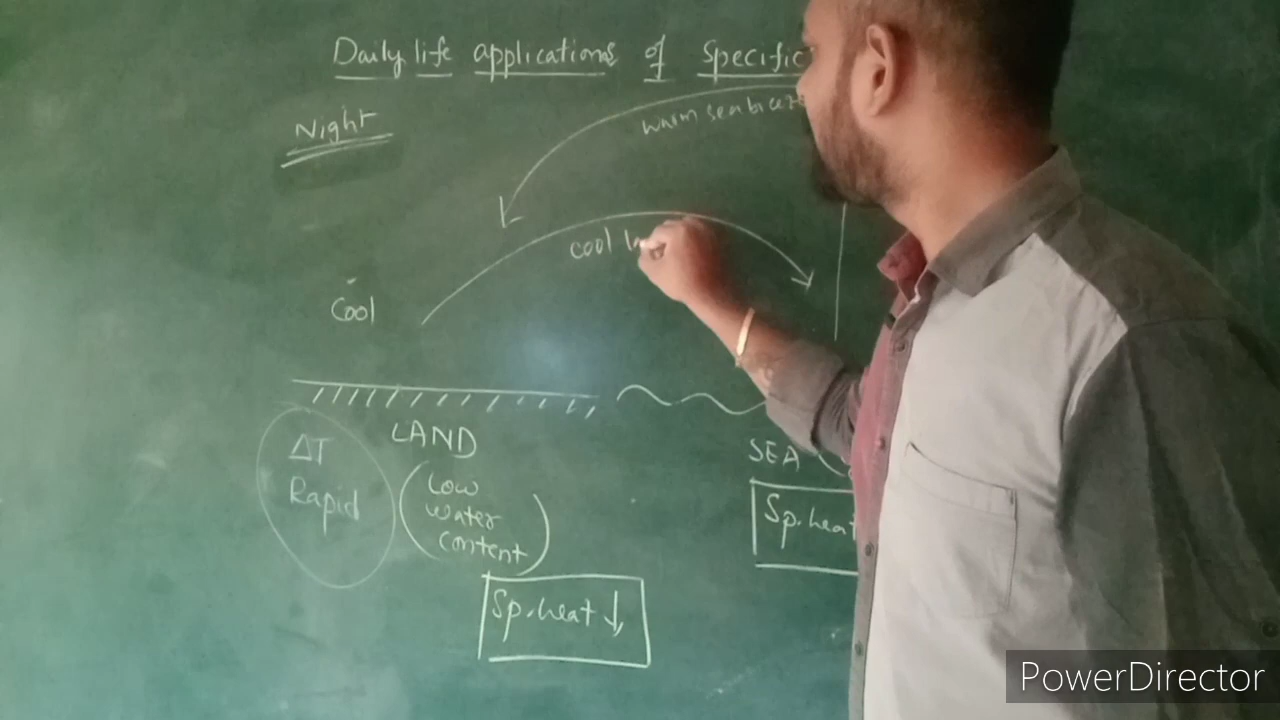 Daily life applications of Specific
Night
warm sea breeze
cool
Cool
LAND
ΔT
Rapid
(Low
water
content)
SEA (
Sp. heat
Sp. heat ↓
PowerDirector